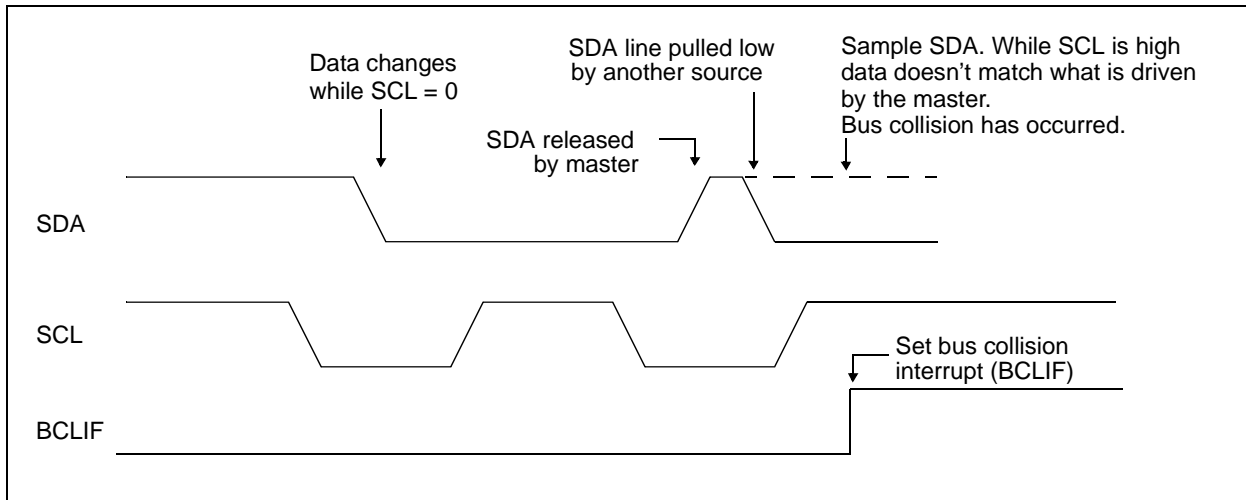 Data changes
while SCL = 0
SDA line pulled low
by another source
Sample SDA. While SCL is high
data doesn't match what is driven
by the master.
Bus collision has occurred.
SDA released
by master
SDA
SCL
Set bus collision
interrupt (BCLIF)
BCLIF